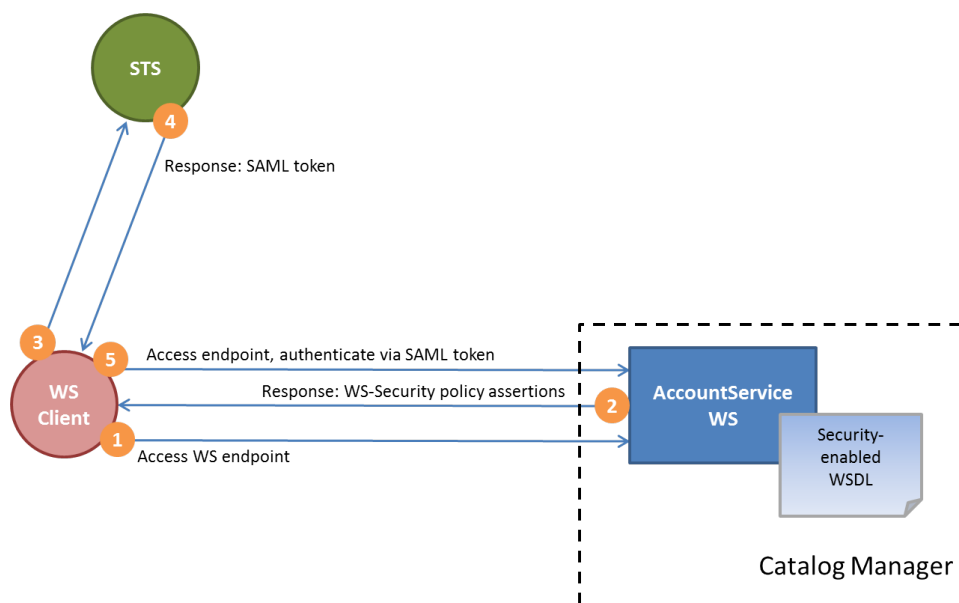 STS
4
Response: SAML token
3
5
Access endpoint, authenticate via SAML token
WS
Client
Response: WS-Security policy assertions
2
AccountService
WS
1
Access WS endpoint
Security-
enabled
WSDL
Catalog Manager